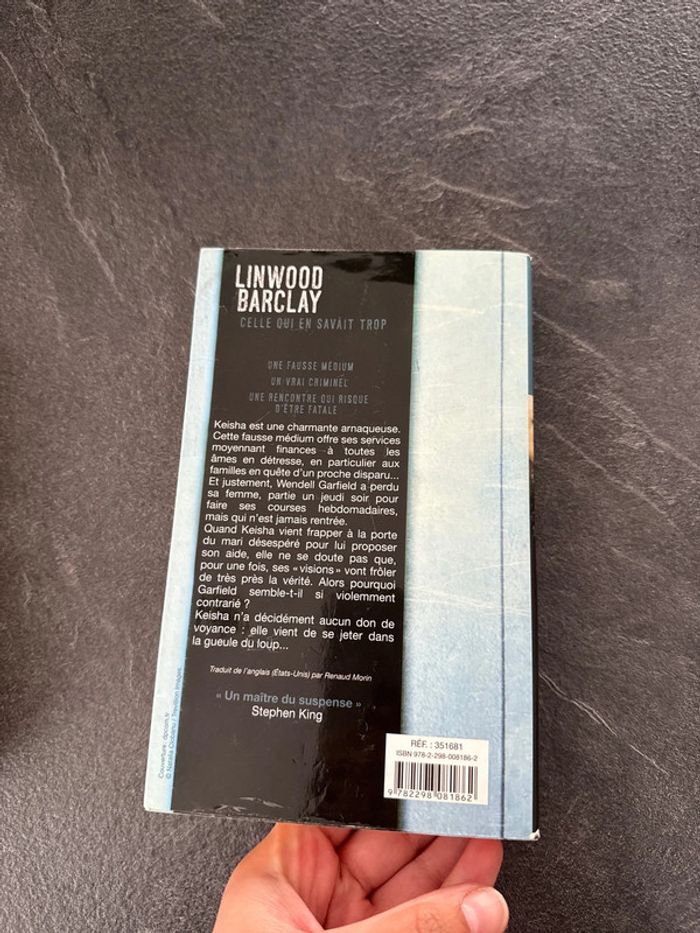 LINWOOD
BARCLAY
CELLE QUI EN SAVAIT TROP
UNE FAUSSE MÉDIUM
UN VRAI CRIMINEL
UNE RENCONTRE QUI RISQUE
D'ÊTRE FATALE
Keisha est une charmante arnaqueuse.
Cette fausse médium offre ses services
moyennant finances à toutes les
âmes en détresse, en particulier aux
familles en quête d'un proche disparu...
Et justement, Wendell Garfield a perdu
sa femme, partie un jeudi soir pour
faire ses courses hebdomadaires,
mais qui n'est jamais rentrée.
Quand Keisha vient frapper à la porte
du mari désespéré pour lui proposer
son aide, elle ne se doute pas que,
pour une fois, ses « visions » vont frôler
de très près la vérité. Alors pourquoi
Garfield semble-t-il si violemment
contrarié ?
Keisha n'a décidément aucun don de
voyance : elle vient de se jeter dans
la gueule du loup...
Traduit de l'anglais (États-Unis) par Renaud Morin
« Un maître du suspense »
Stephen King
Couverture : dpcom.fr
RÉF. : 351681
ISBN 978-2-298-008186-2
9 782298 081862